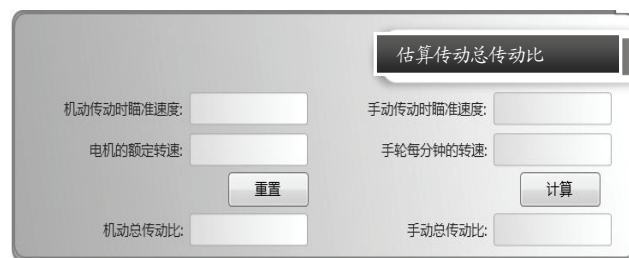 估算传动总传动比
机动传动时瞄准速度: 手动传动时瞄准速度:
电机的额定转速: 手轮每分钟的转速:
重置 计算
机动总传动比: 手动总传动比: